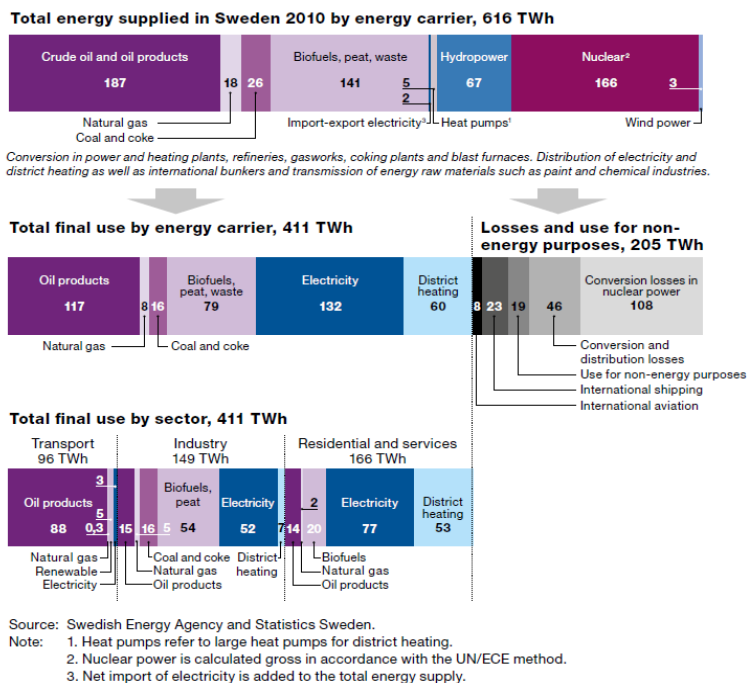 Total energy supplied in Sweden 2010 by energy carrier, 616 TWh
Crude oil and oil products
187
18
26
Biofuels, peat, waste
141
5
2
Hydropower
67
Nuclear²
166
3
Natural gas
Coal and coke
Import-export electricity³
Heat pumps¹
Wind power
Conversion in power and heating plants, refineries, gasworks, coking plants and blast furnaces. Distribution of electricity and
district heating as well as international bunkers and transmission of energy raw materials such as paint and chemical industries.
Total final use by energy carrier, 411 TWh
Losses and use for non-
energy purposes, 205 TWh
Oil products
117
8
16
Biofuels,
peat, waste
79
Electricity
132
District
heating
60
8
23
19
46
Conversion losses in
nuclear power
108
Natural gas
Coal and coke
Conversion and
distribution losses
Use for non-energy purposes
International shipping
International aviation
Total final use by sector, 411 TWh
Transport
96 TWh
Industry
149 TWh
Residential and services
166 TWh
Oil products
88
3
5
0,3
15
16
5
Biofuels,
peat
54
Electricity
52
7
14
2
20
Electricity
77
District
heating
53
Natural gas
Renewable
Electricity
Coal and coke
Natural gas
Oil products
District
heating
Biofuels
Natural gas
Oil products
Source: Swedish Energy Agency and Statistics Sweden.
Note: 1. Heat pumps refer to large heat pumps for district heating.
2. Nuclear power is calculated gross in accordance with the UN/ECE method.
3. Net import of electricity is added to the total energy supply.